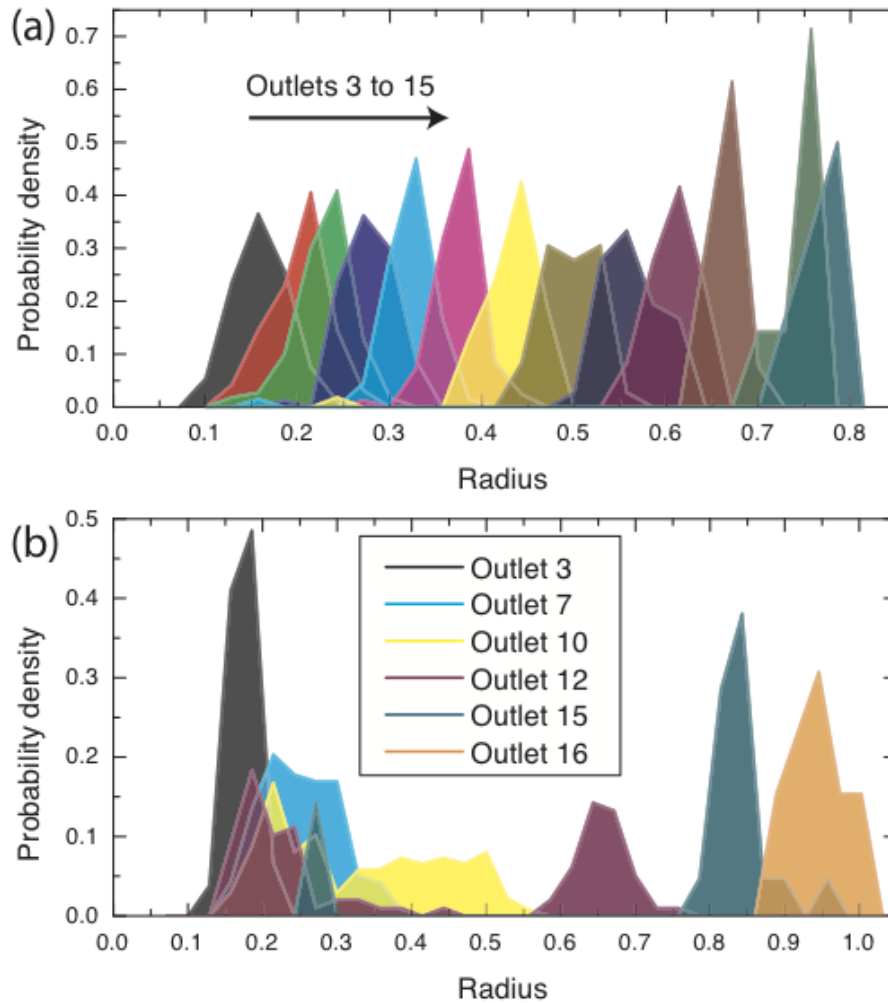 (a)
0.7
0.6
0.5
0.4
0.3
0.2
0.1
0.0
Probability density
Outlets 3 to 15
0.0 0.1 0.2 0.3 0.4 0.5 0.6 0.7 0.8
Radius
(b)
0.5
0.4
0.3
0.2
0.1
0.0
Probability density
Outlet 3
Outlet 7
Outlet 10
Outlet 12
Outlet 15
Outlet 16
0.0 0.1 0.2 0.3 0.4 0.5 0.6 0.7 0.8 0.9 1.0
Radius